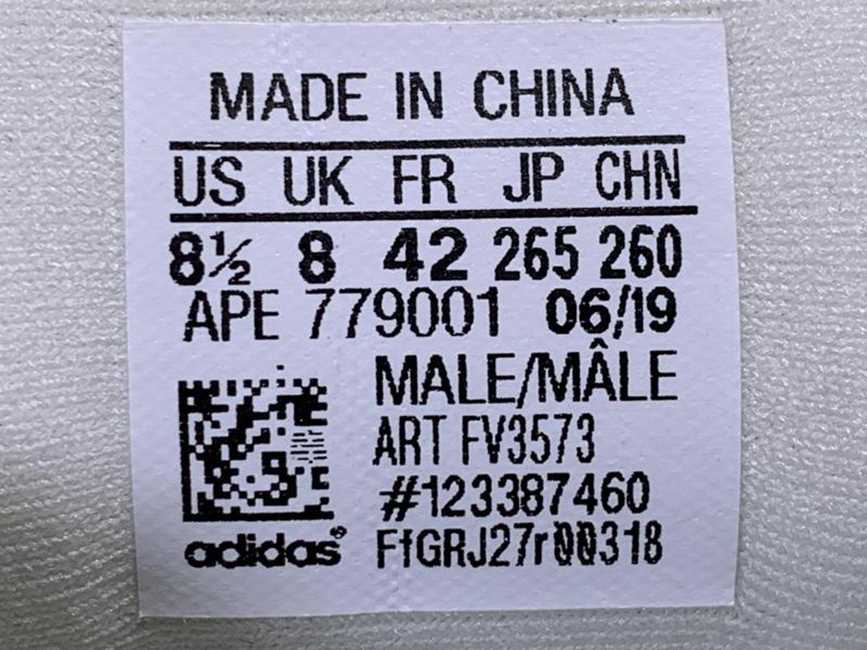 MADE IN CHINA
US UK FR JP CHN
8½ 8 42 265 260
APE 779001 06/19
MALE/MÂLE
ART FV3573
#123387460
adidas® FfGRJ27r00318